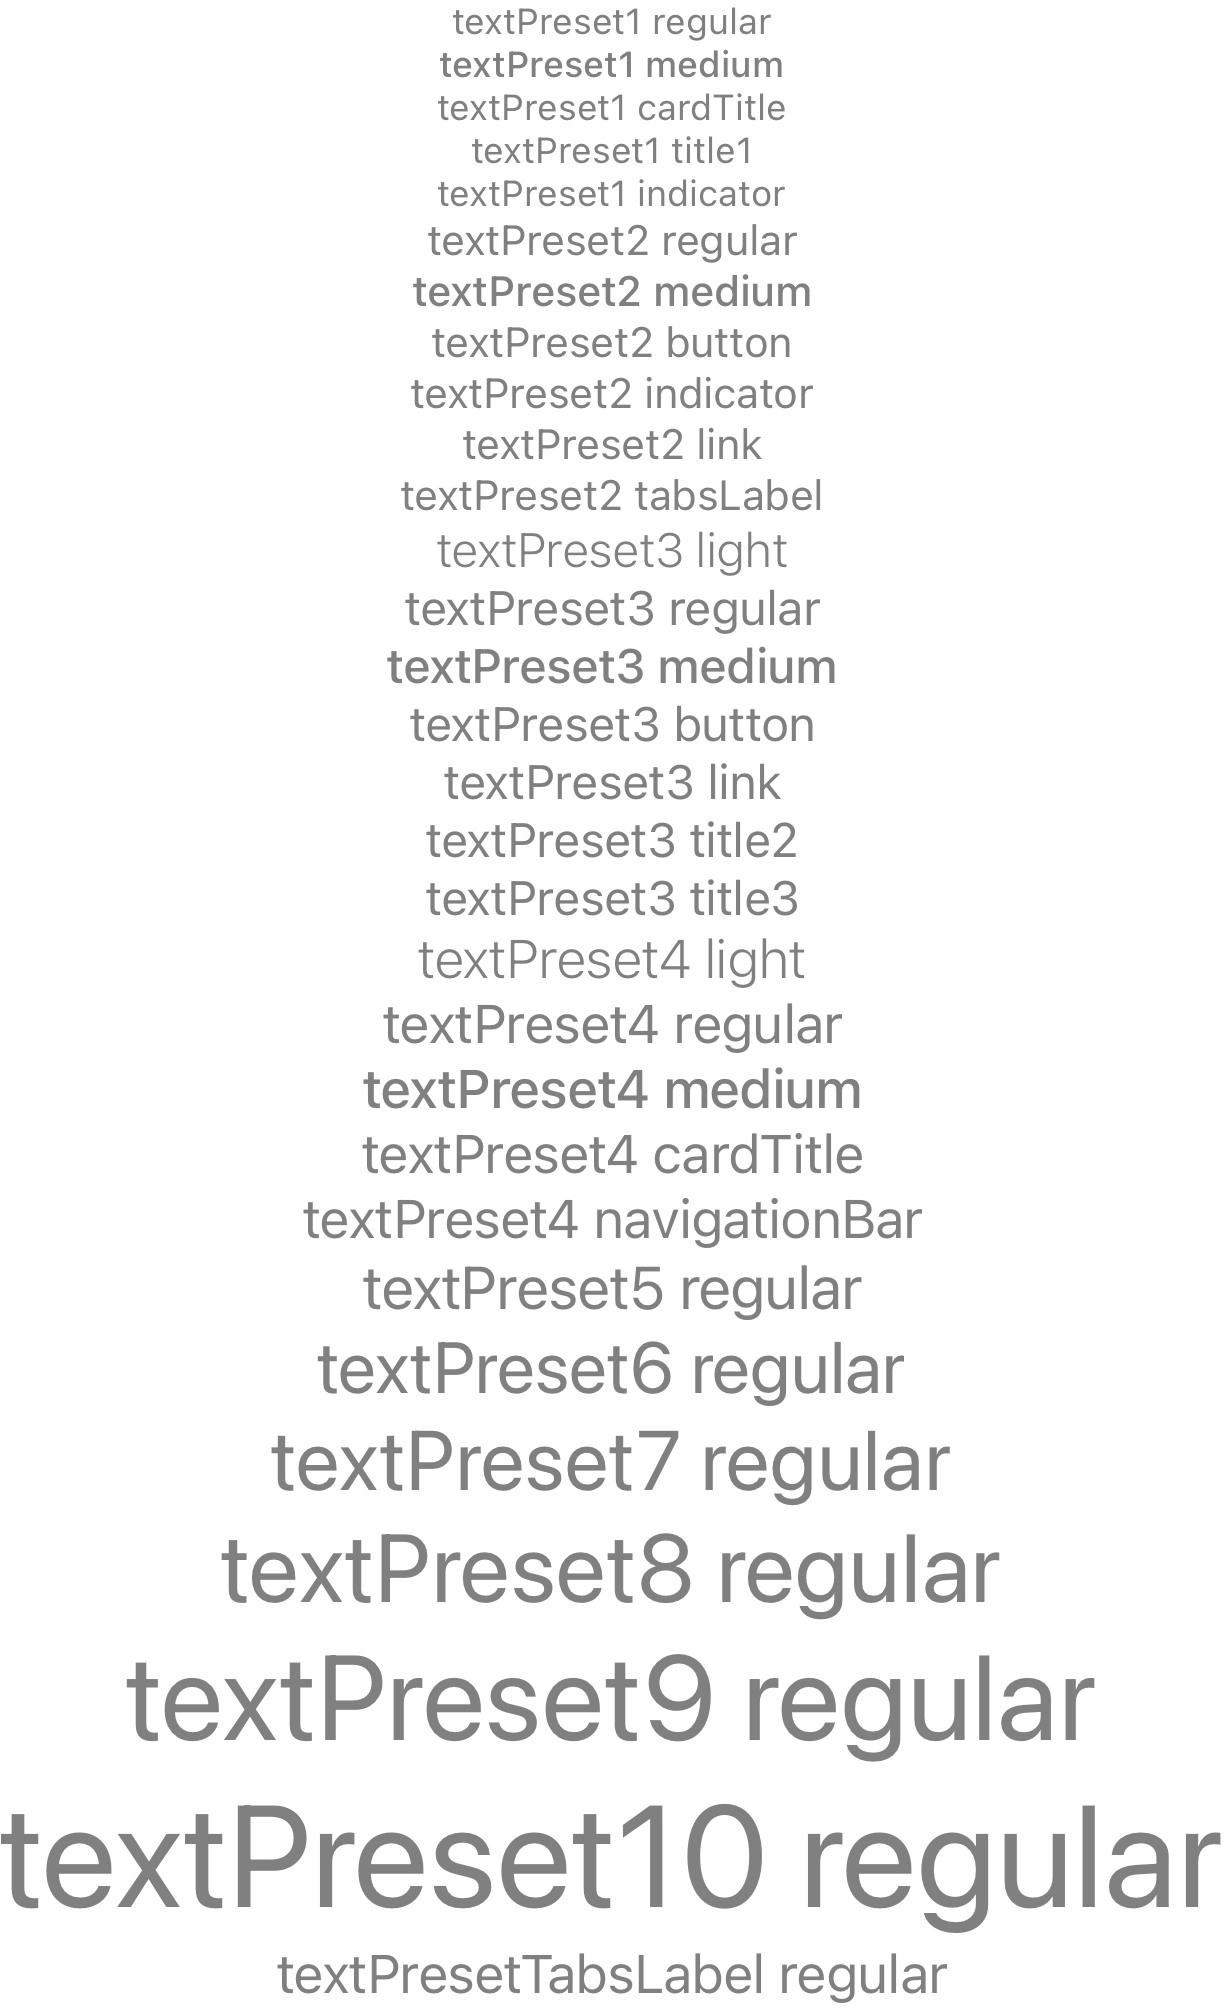 textPreset1 regular
textPreset1 medium
textPreset1 cardTitle
textPreset1 title1
textPreset1 indicator
textPreset2 regular
textPreset2 medium
textPreset2 button
textPreset2 indicator
textPreset2 link
textPreset2 tabsLabel
textPreset3 light
textPreset3 regular
textPreset3 medium
textPreset3 button
textPreset3 link
textPreset3 title2
textPreset3 title3
textPreset4 light
textPreset4 regular
textPreset4 medium
textPreset4 cardTitle
textPreset4 navigationBar
textPreset5 regular
textPreset6 regular
textPreset7 regular
textPreset8 regular
textPreset9 regular
textPreset10 regular
textPresetTabsLabel regular